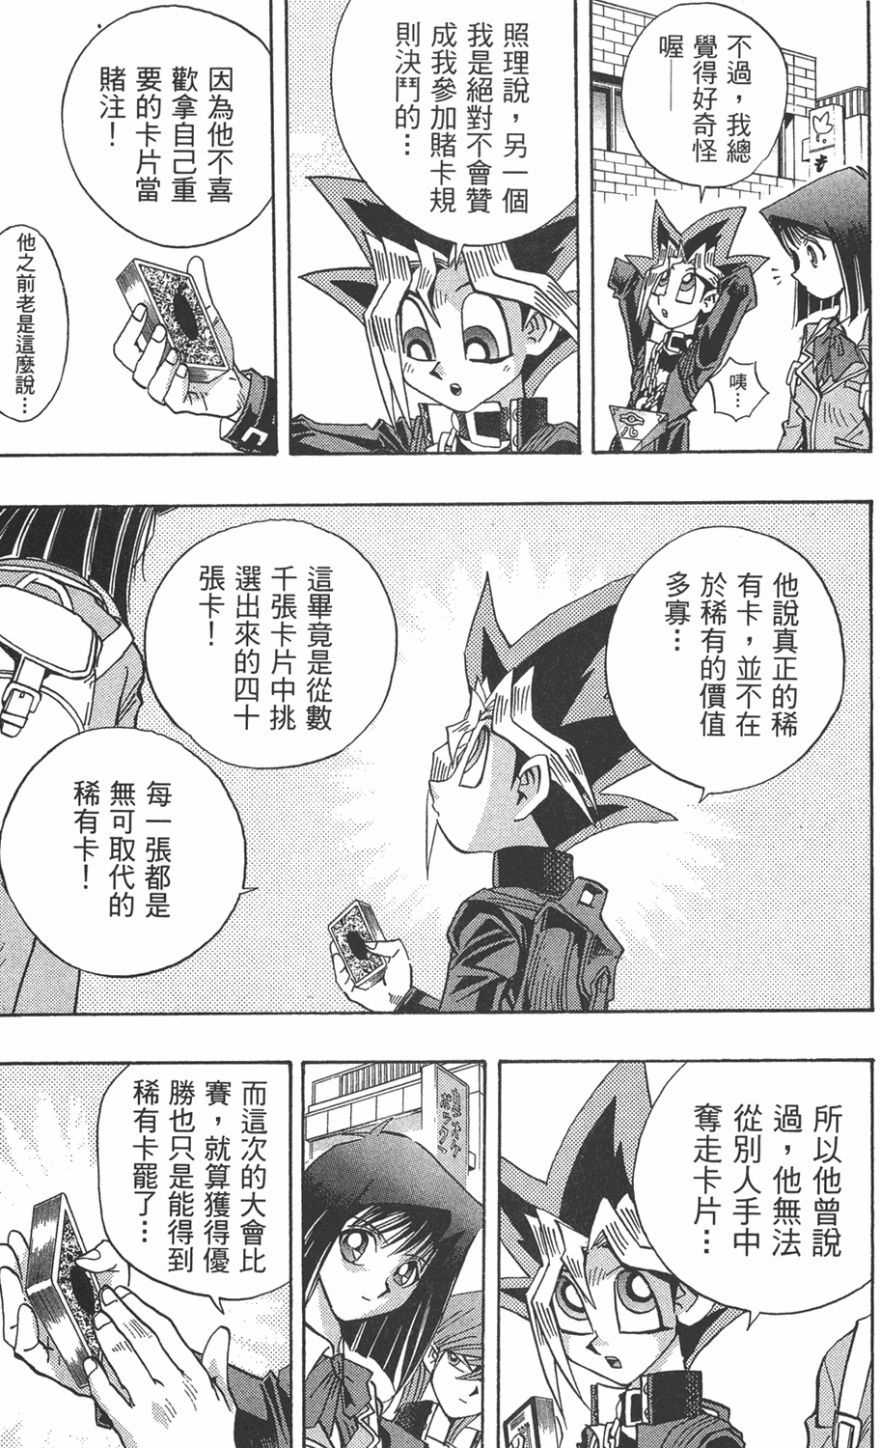 不過，我總
覺得好奇怪
喔——
咦…
照理說，另一個
我是絕對不會贊
成我參加賭卡規
則決鬥的…
因為他不喜
歡拿自己重
要的卡片當
賭注！
他之前老是這麼說…
他說真正的稀
有卡，並不在
於稀有的價值
多寡…
這畢竟是從數
千張卡片中挑
選出來的四十
張卡！
每一張都是
無可取代的
稀有卡！
所以他曾說
過，他無法
從別人手中
奪走卡片…
而這次的大會比
賽，就算獲得優
勝也只是能得到
稀有卡罷了…